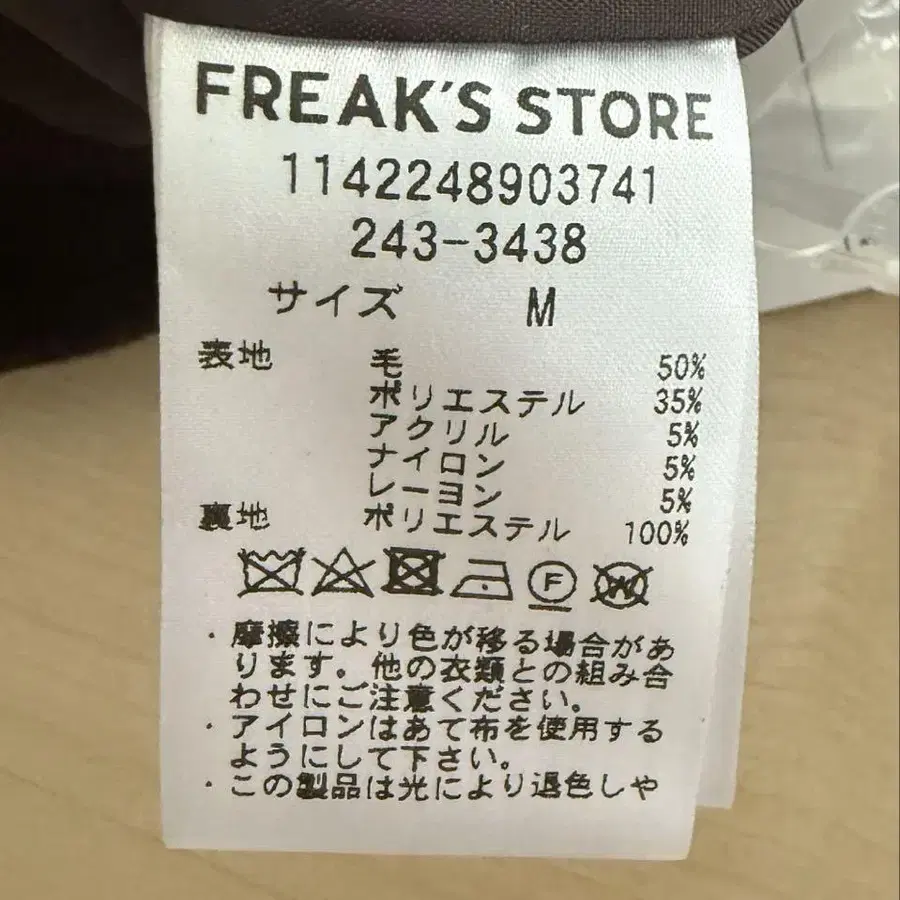 FREAK'S STORE
1142248903741
243-3438
サイズ M
表地 毛 50%
ポリエステル 35%
アクリル 5%
ナイロン 5%
レーヨン 5%
裏地 ポリエステル 100%
F W
・摩擦により色が移る場合があ
ります。他の衣類との組み合
わせにご注意ください。
・アイロンはあて布を使用する
ようにして下さい。
・この製品は光により退色しや